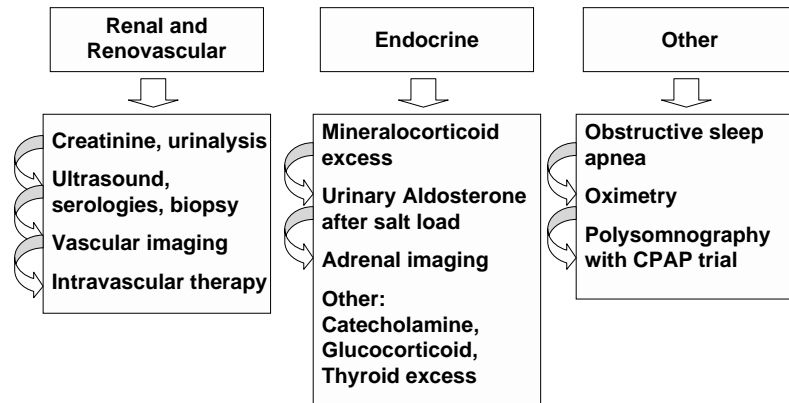 Renal and
Renovascular
Creatinine, urinalysis
Ultrasound,
serologies, biopsy
Vascular imaging
Intravascular therapy
Endocrine
Mineralocorticoid
excess
Urinary Aldosterone
after salt load
Adrenal imaging
Other:
Catecholamine,
Glucocorticoid,
Thyroid excess
Other
Obstructive sleep
apnea
Oximetry
Polysomnography
with CPAP trial